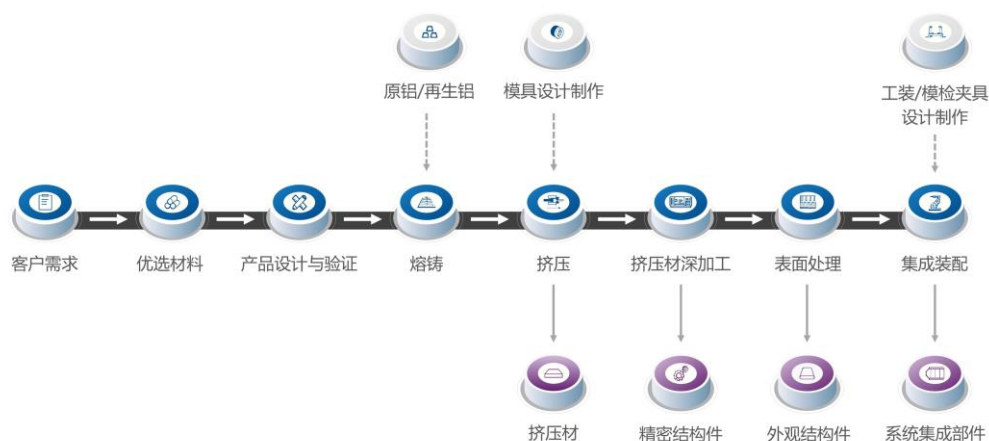 原铝/再生铝
模具设计制作
工装/模检夹具
设计制作
客户需求
优选材料
产品设计与验证
熔铸
挤压
挤压材深加工
表面处理
集成装配
挤压材
精密结构件
外观结构件
系统集成部件